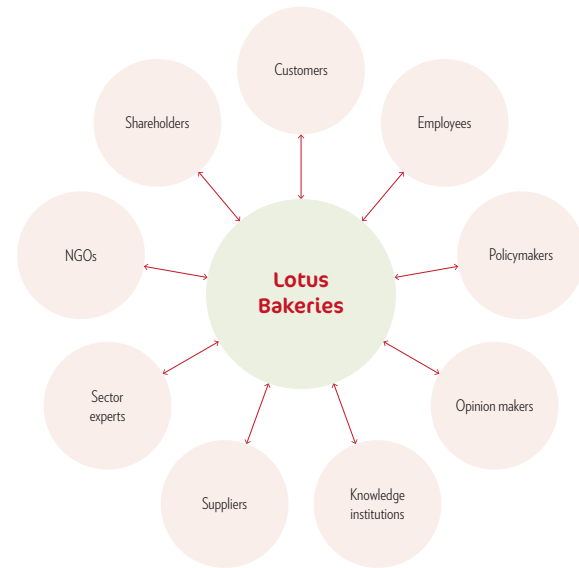 Customers
Shareholders
Employees
NGOs
Policymakers
Lotus
Bakeries
Sector
experts
Opinion makers
Suppliers
Knowledge
institutions